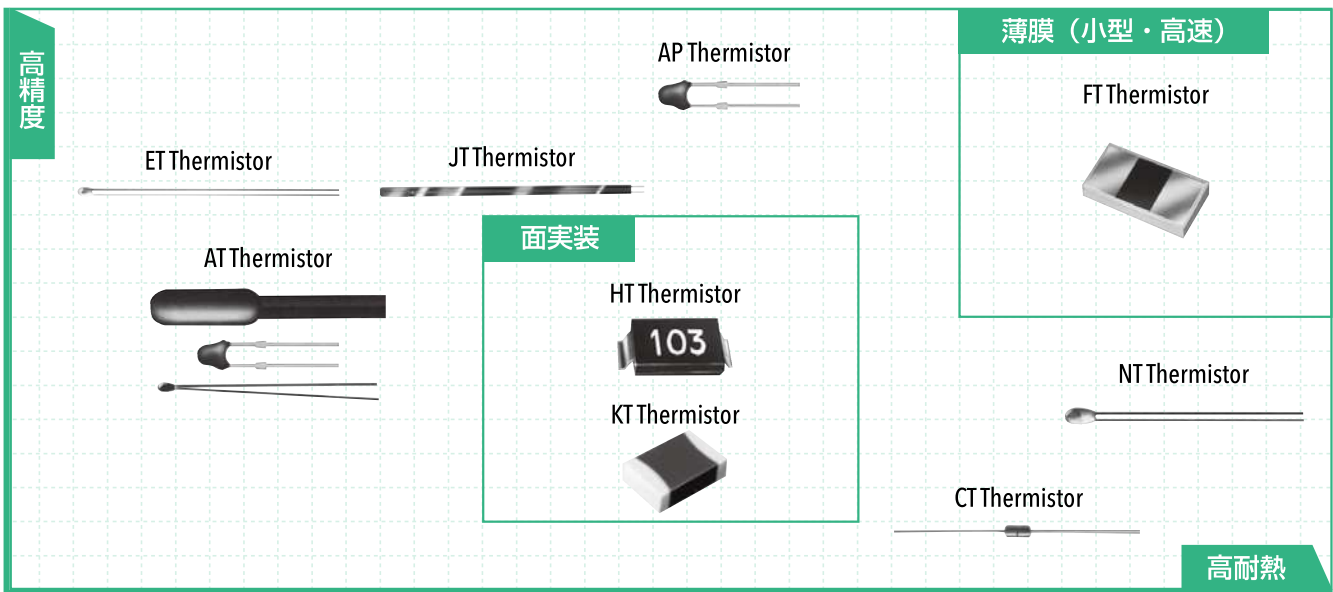 高精度
薄膜（小型・高速）
AP Thermistor
FT Thermistor
ET Thermistor
JT Thermistor
面実装
AT Thermistor
HT Thermistor
103
NT Thermistor
KT Thermistor
CT Thermistor
高耐熱